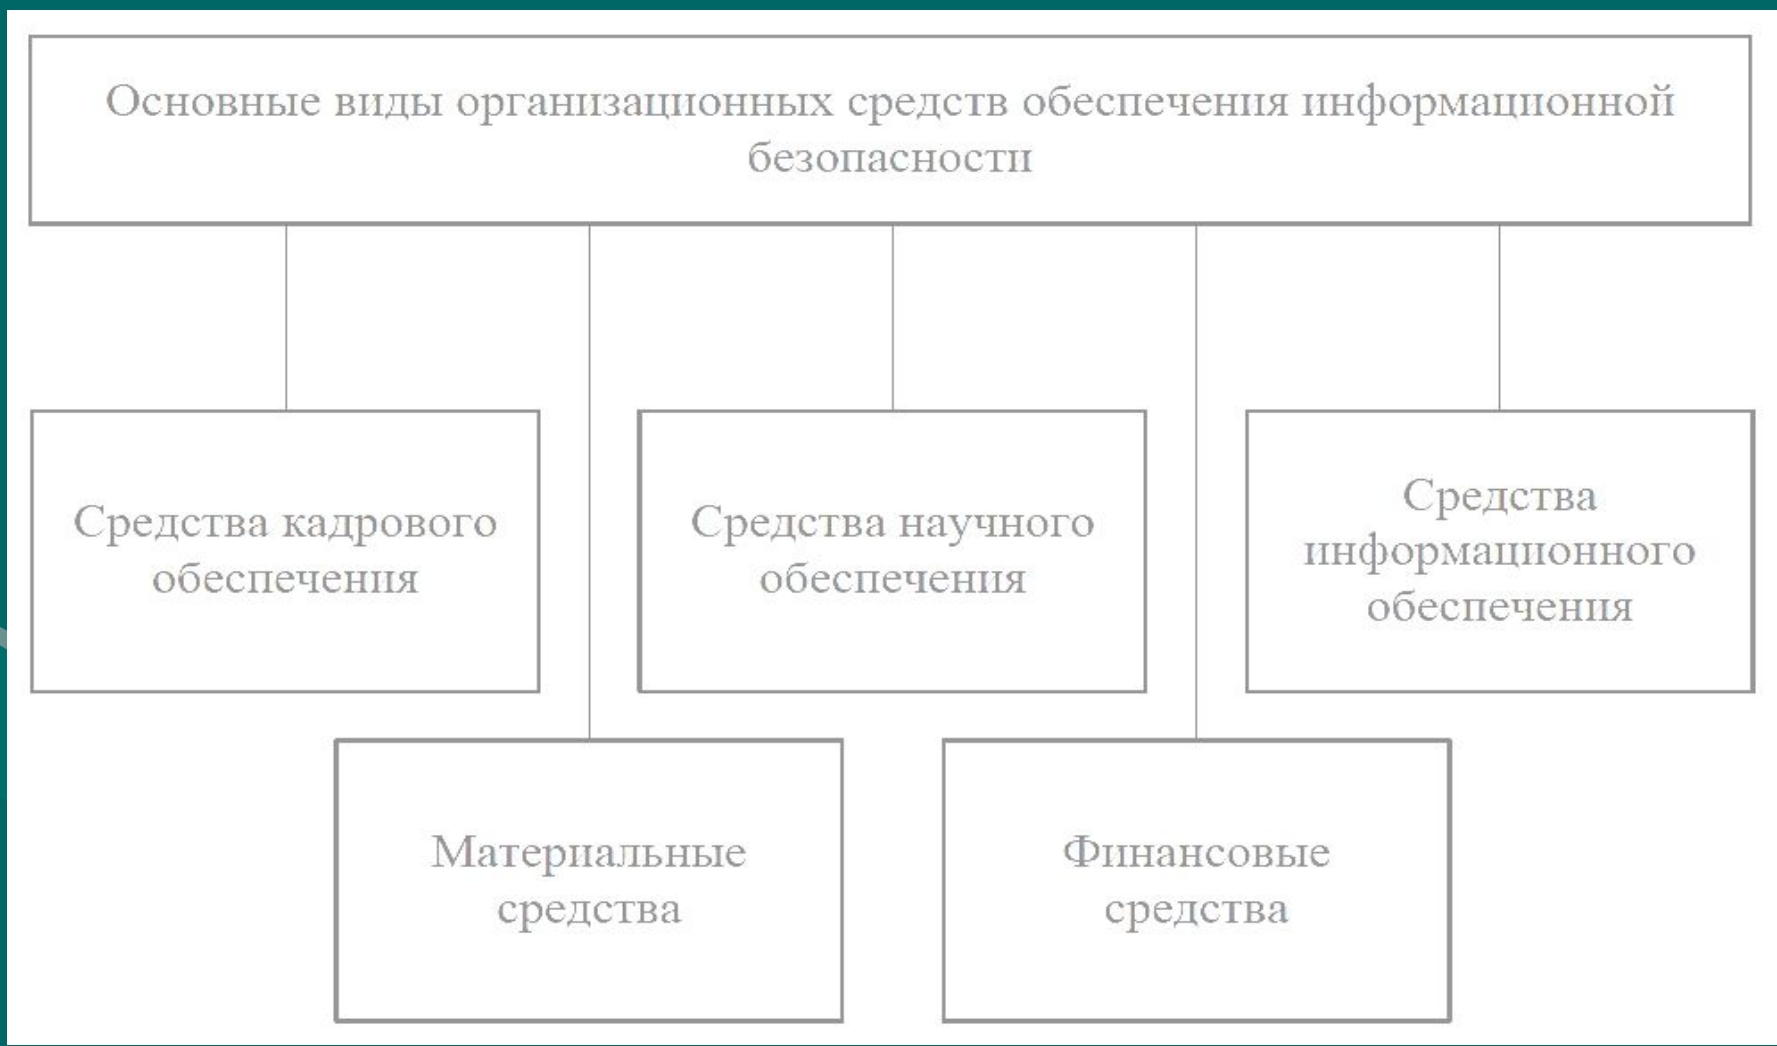 Основные виды организационных средств обеспечения информационной
безопасности
Средства кадрового
обеспечения
Средства научного
обеспечения
Средства
информационного
обеспечения
Материальные
средства
Финансовые
средства